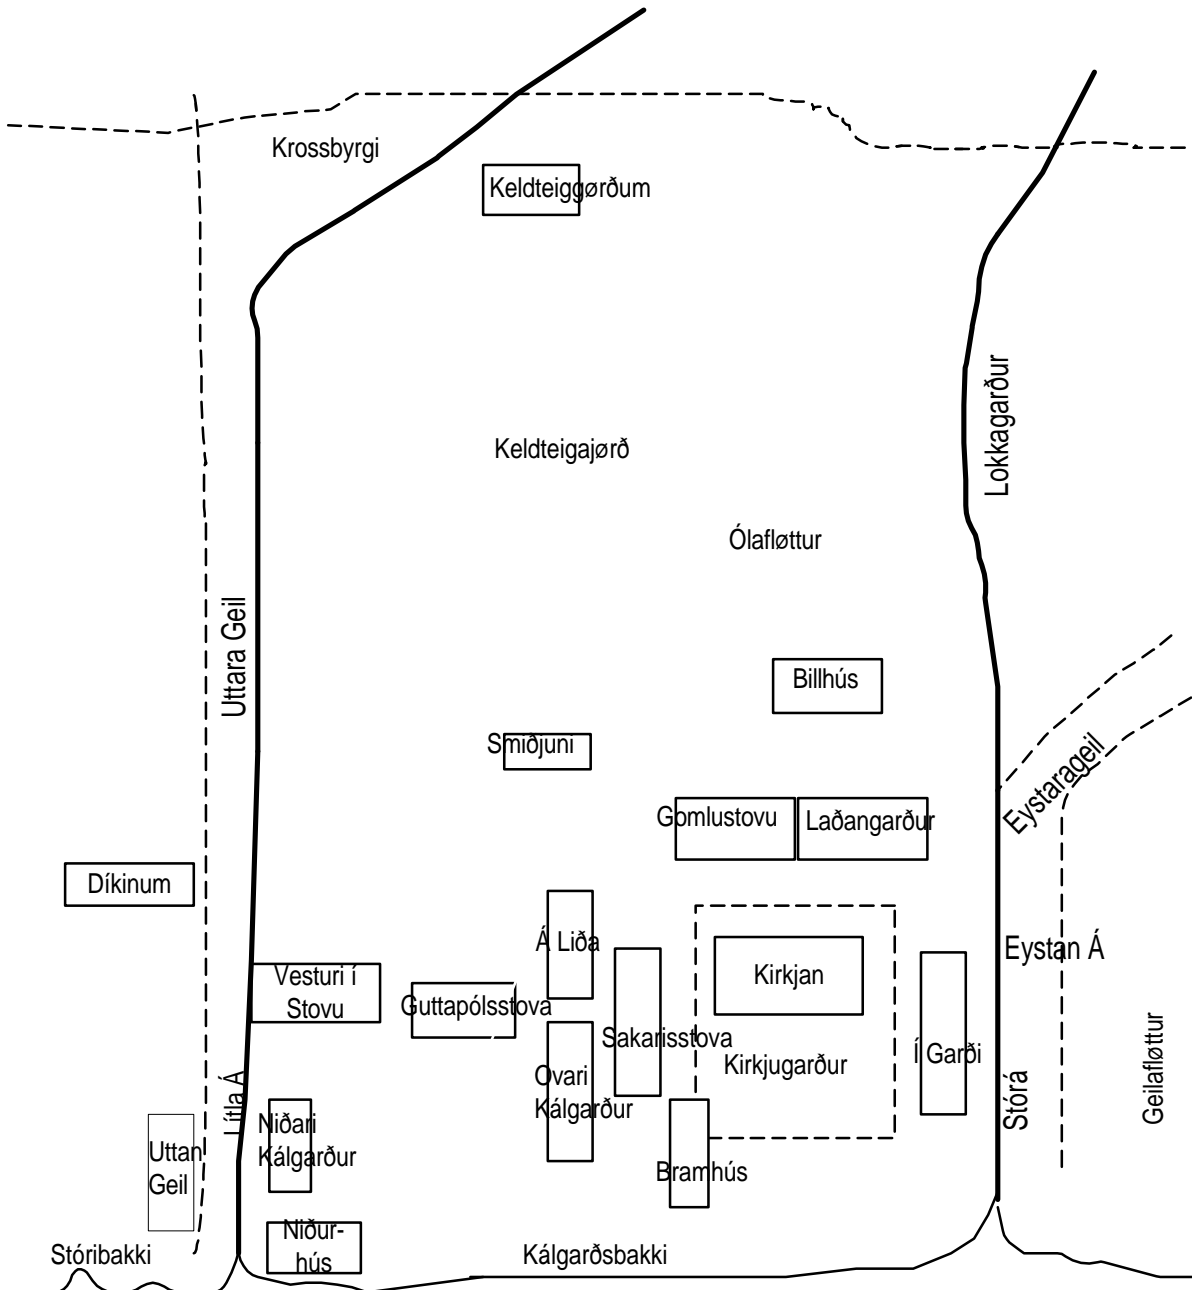 Krossbyrgi
Keldteiggørðum
Lokkagarður
Keldteigajørð
Ólafløttur
Uttara Geil
Billhús
Smiðjuni
Eystarageil
Gomlustovu
Laðangarður
Díkinum
Á Liða
Eystan Á
Vesturi í
Stovu
Guttapólsstova
Kirkjan
Sakarisstova
Í Garði
Kirkjugarður
Ovari
Kálgarður
Lítla Á
Stórá
Geilafløttur
Niðari
Kálgarður
Uttan
Geil
Bramhús
Niður-
hús
Stóribakki
Kálgarðsbakki